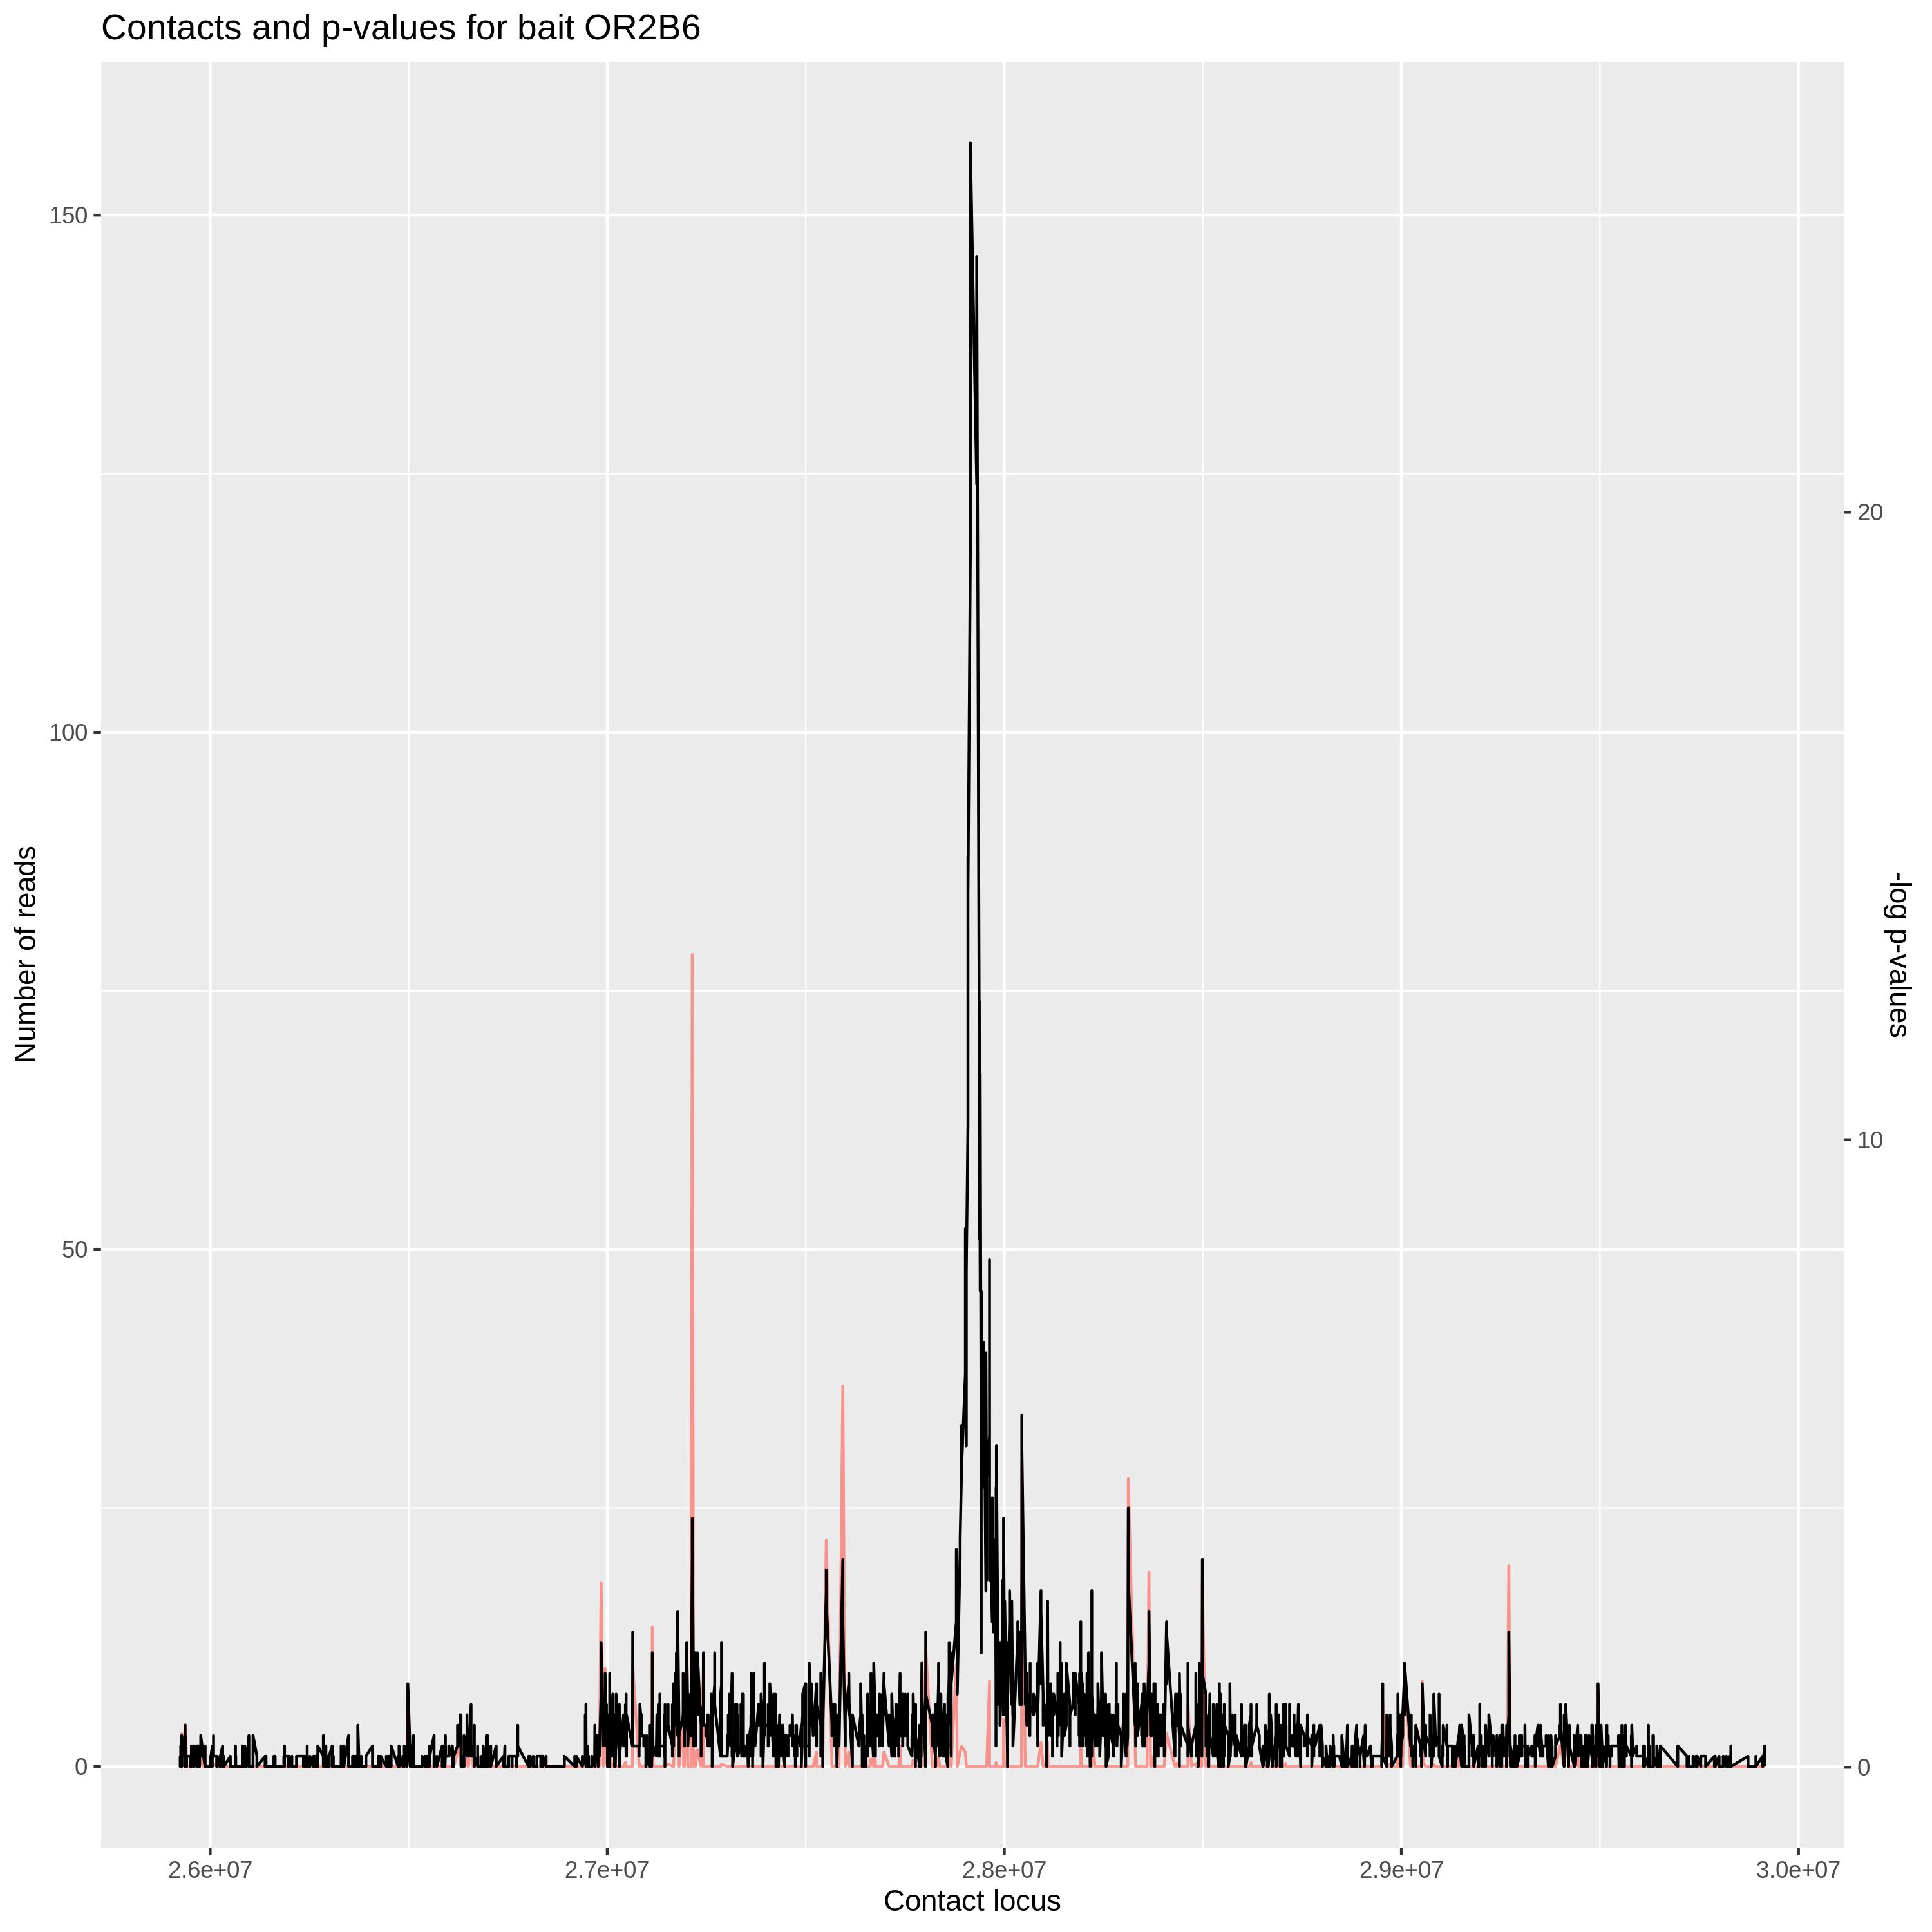 Contacts and p-values for bait OR2B6
150
100
50
0
Number of reads
20
10
0
-log p-values
2.6e+07
2.7e+07
2.8e+07
2.9e+07
3.0e+07
Contact locus